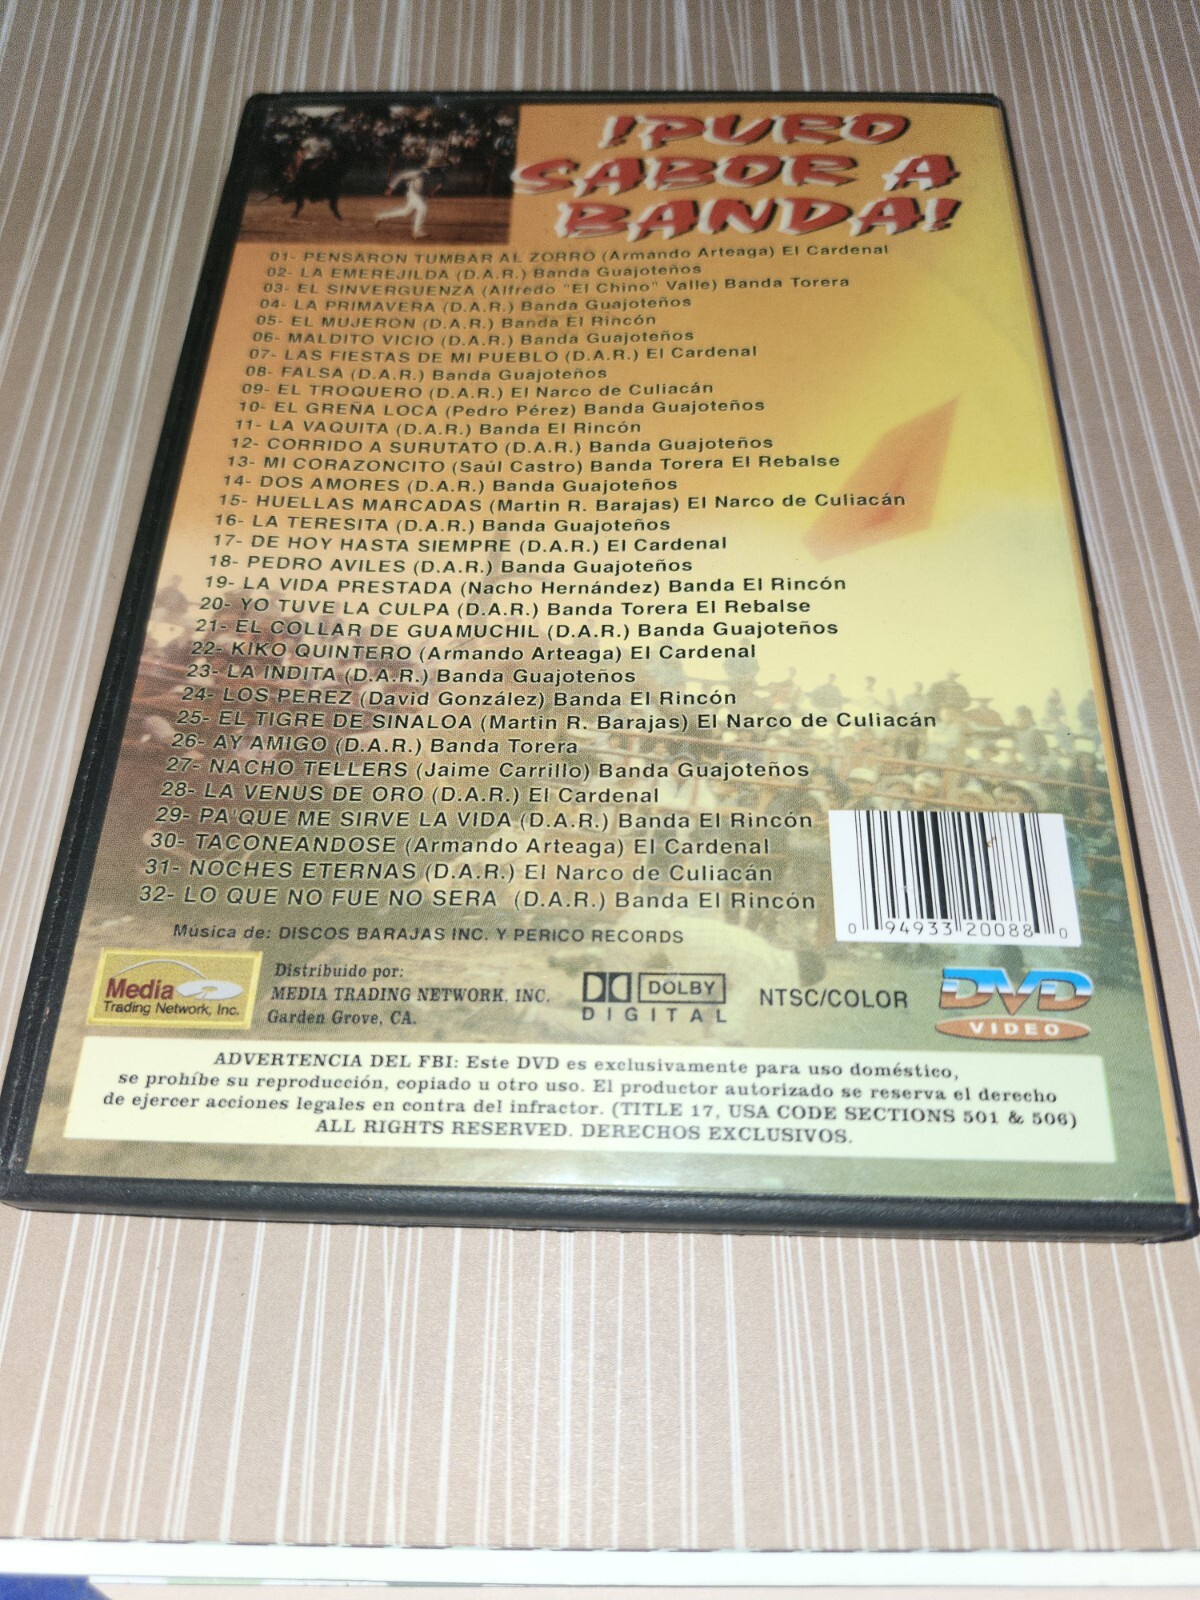 !PURO
SABOR A
BANDA!
01- PENSARON TUMBAR AL ZORRO (Armando Arteaga) El Cardenal
02- LA EMEREJILDA (D.A.R.) Banda Guajoteños
03- EL SINVERGUENZA (Alfredo "El Chino" Valle) Banda Torera
04- LA PRIMAVERA (D.A.R.) Banda Guajoteños
05- EL MUJERON (D.A.R.) Banda El Rincón
06- MALDITO VICIO (D.A.R.) Banda Guajoteños
07- LAS FIESTAS DE MI PUEBLO (D.A.R.) El Cardenal
08- FALSA (D.A.R.) Banda Guajoteños
09- EL TROQUERO (D.A.R.) El Narco de Culiacán
10- EL GREÑA LOCA (Pedro Pérez) Banda Guajoteños
11- LA VAQUITA (D.A.R.) Banda El Rincón
12- CORRIDO A SURUTATO (D.A.R.) Banda Guajoteños
13- MI CORAZONCITO (Saúl Castro) Banda Torera El Rebalse
14- DOS AMORES (D.A.R.) Banda Guajoteños
15- HUELLAS MARCADAS (Martin R. Barajas) El Narco de Culiacán
16- LA TERESITA (D.A.R.) Banda Guajoteños
17- DE HOY HASTA SIEMPRE (D.A.R.) El Cardenal
18- PEDRO AVILES (D.A.R.) Banda Guajoteños
19- LA VIDA PRESTADA (Nacho Hernández) Banda El Rincón
20- YO TUVE LA CULPA (D.A.R.) Banda Torera El Rebalse
21- EL COLLAR DE GUAMUCHIL (D.A.R.) Banda Guajoteños
22- KIKO QUINTERO (Armando Arteaga) El Cardenal
23- LA INDITA (D.A.R.) Banda Guajoteños
24- LOS PEREZ (David González) Banda El Rincón
25- EL TIGRE DE SINALOA (Martin R. Barajas) El Narco de Culiacán
26- AY AMIGO (D.A.R.) Banda Torera
27- NACHO TELLERS (Jaime Carrillo) Banda Guajoteños
28- LA VENUS DE ORO (D.A.R.) El Cardenal
29- PA'QUE ME SIRVE LA VIDA (D.A.R.) Banda El Rincón
30- TACONEANDOSE (Armando Arteaga) El Cardenal
31- NOCHES ETERNAS (D.A.R.) El Narco de Culiacán
32- LO QUE NO FUE NO SERA (D.A.R.) Banda El Rincón
0 94933 20088 0
Música de: DISCOS BARAJAS INC. Y PERICO RECORDS
Media
Trading Network, Inc.
Distribuido por:
MEDIA TRADING NETWORK, INC.
Garden Grove, CA.
DOLBY
DIGITAL
NTSC/COLOR
DVD
VIDEO
ADVERTENCIA DEL FBI: Este DVD es exclusivamente para uso doméstico,
se prohíbe su reproducción, copiado u otro uso. El productor autorizado se reserva el derecho
de ejercer acciones legales en contra del infractor. (TITLE 17, USA CODE SECTIONS 501 & 506)
ALL RIGHTS RESERVED. DERECHOS EXCLUSIVOS.